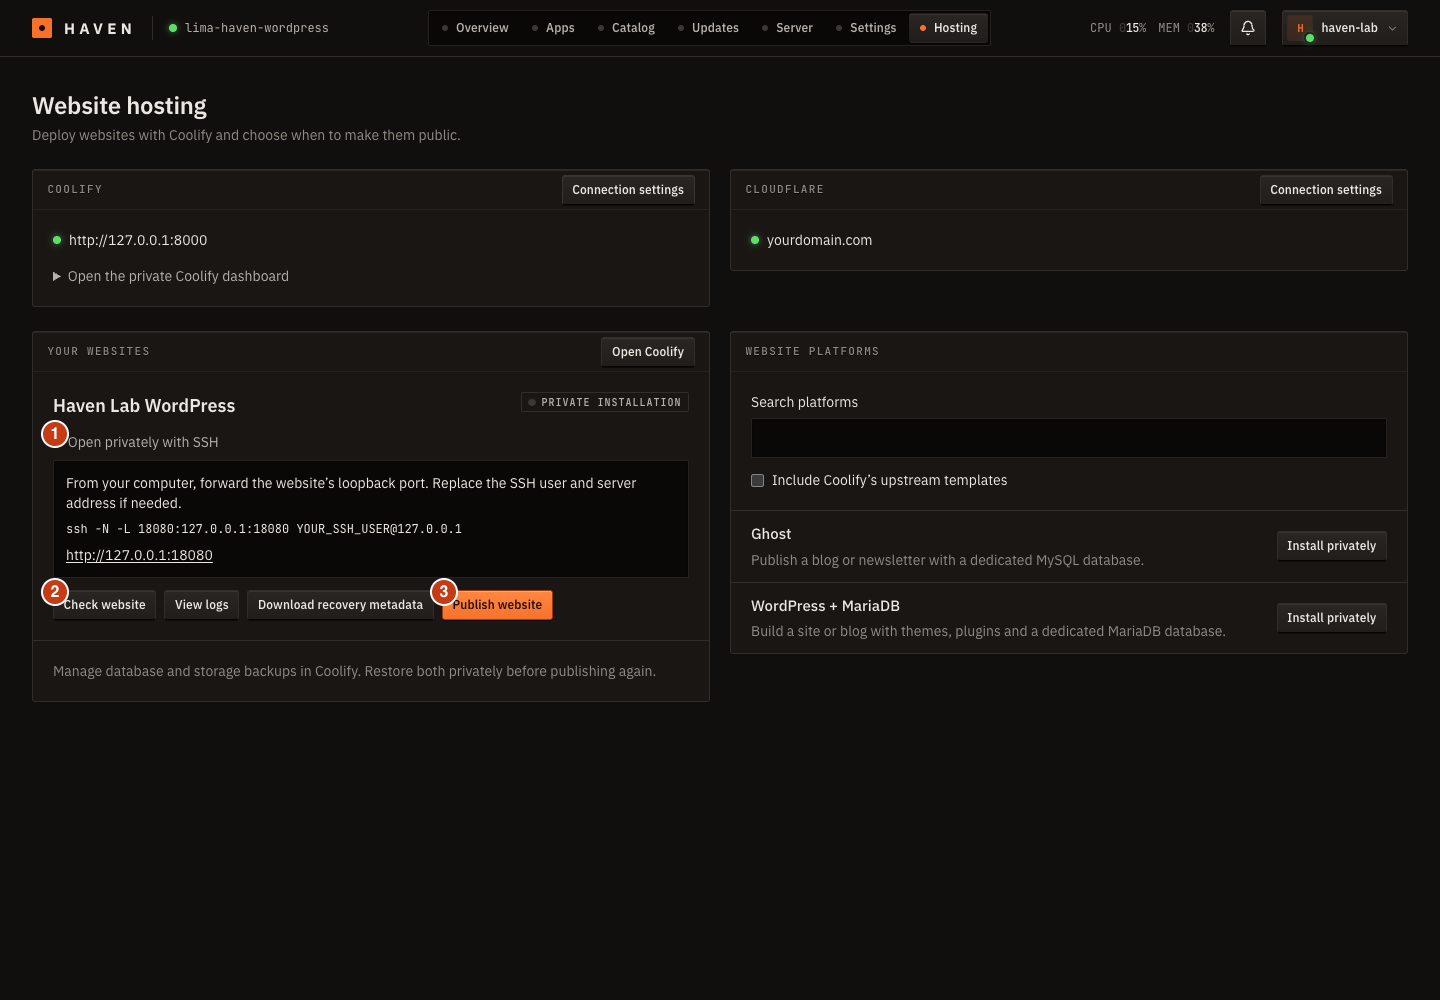 HAVEN
lima-haven-wordpress
Overview
Apps
Catalog
Updates
Server
Settings
Hosting
CPU 015%
MEM 038%
H
haven-lab
Website hosting
Deploy websites with Coolify and choose when to make them public.
COOLIFY
Connection settings
http://127.0.0.1:8000
Open the private Coolify dashboard
CLOUDFLARE
Connection settings
yourdomain.com
YOUR WEBSITES
Open Coolify
Haven Lab WordPress
PRIVATE INSTALLATION
1
Open privately with SSH
From your computer, forward the website’s loopback port. Replace the SSH user and server
address if needed.
ssh -N -L 18080:127.0.0.1:18080 YOUR_SSH_USER@127.0.0.1
http://127.0.0.1:18080
2
Check website
View logs
Download recovery metadata
3
Publish website
Manage database and storage backups in Coolify. Restore both privately before publishing again.
WEBSITE PLATFORMS
Search platforms
Include Coolify’s upstream templates
Ghost
Publish a blog or newsletter with a dedicated MySQL database.
Install privately
WordPress + MariaDB
Build a site or blog with themes, plugins and a dedicated MariaDB database.
Install privately